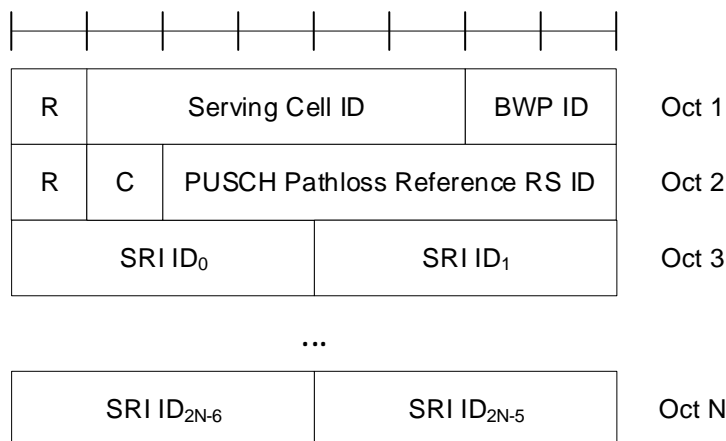 R Serving Cell ID BWP ID Oct 1
R C PUSCH Pathloss Reference RS ID Oct 2
SRI ID0 SRI ID1 Oct 3
...
SRI ID2N-6 SRI ID2N-5 Oct N